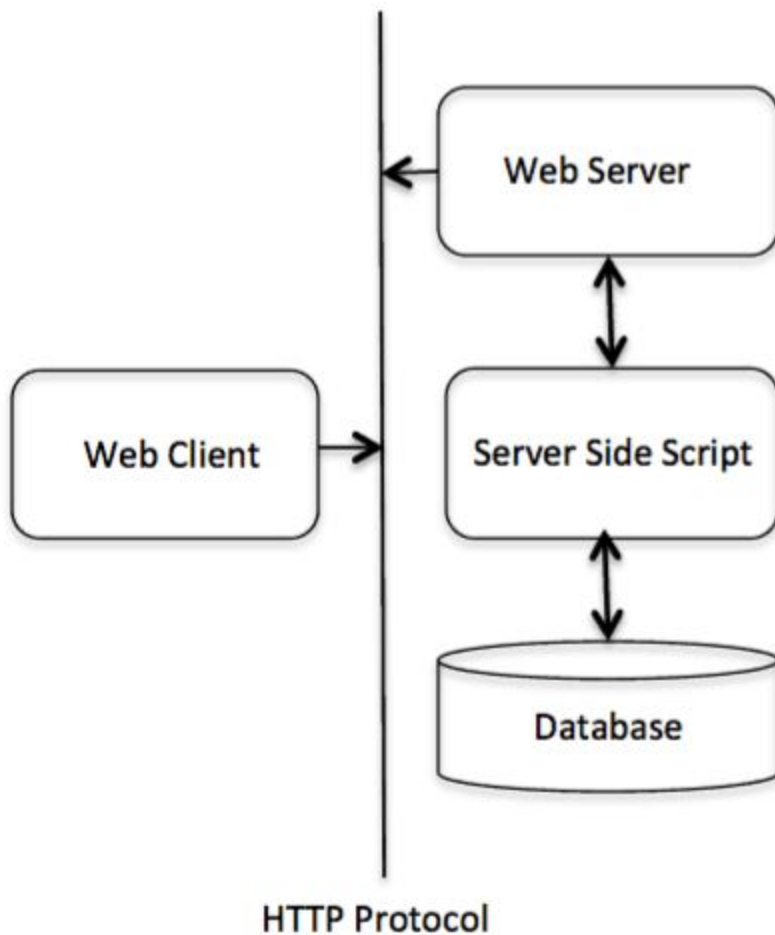 Web Server
Web Client
Server Side Script
Database
HTTP Protocol